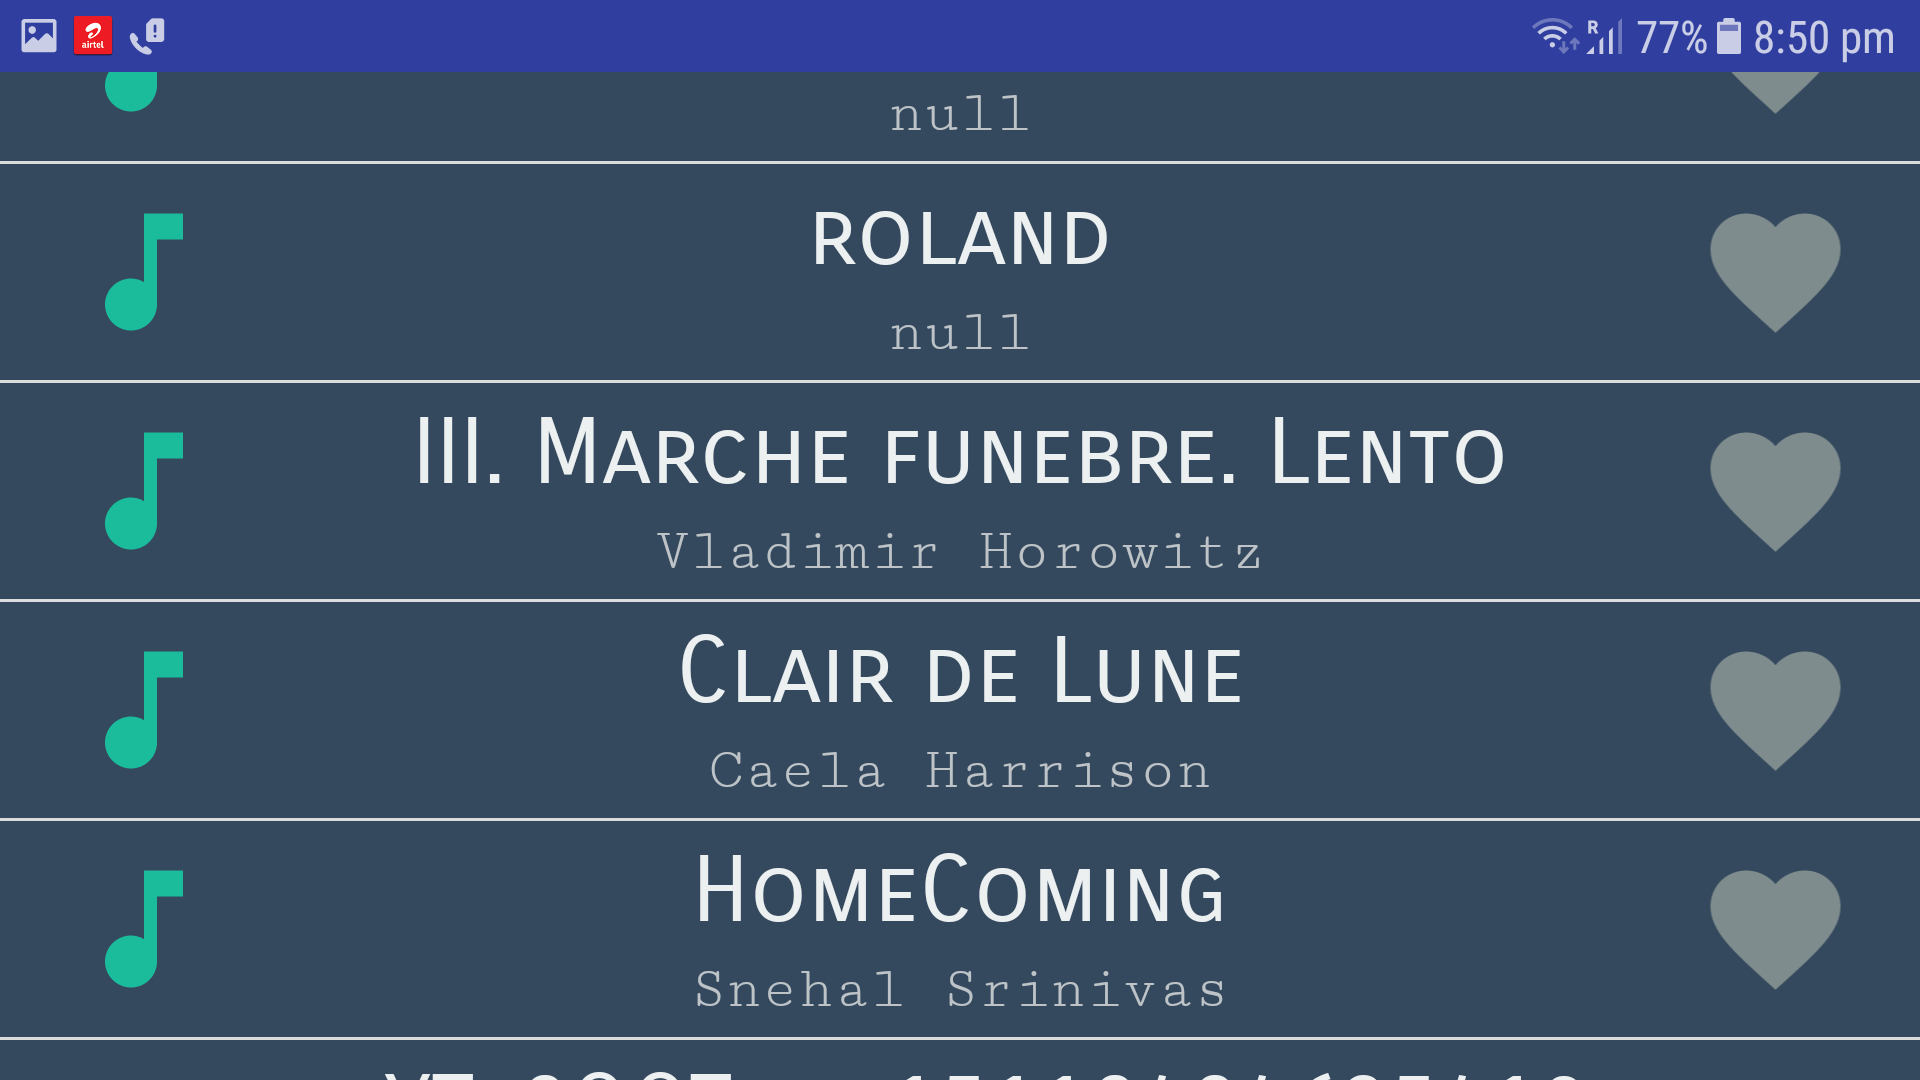 airtel
R
77%
8:50 pm
null
ROLAND
null
III. Marche funebre. Lento
Vladimir Horowitz
Clair de Lune
Caela Harrison
HomeComing
Snehal Srinivas